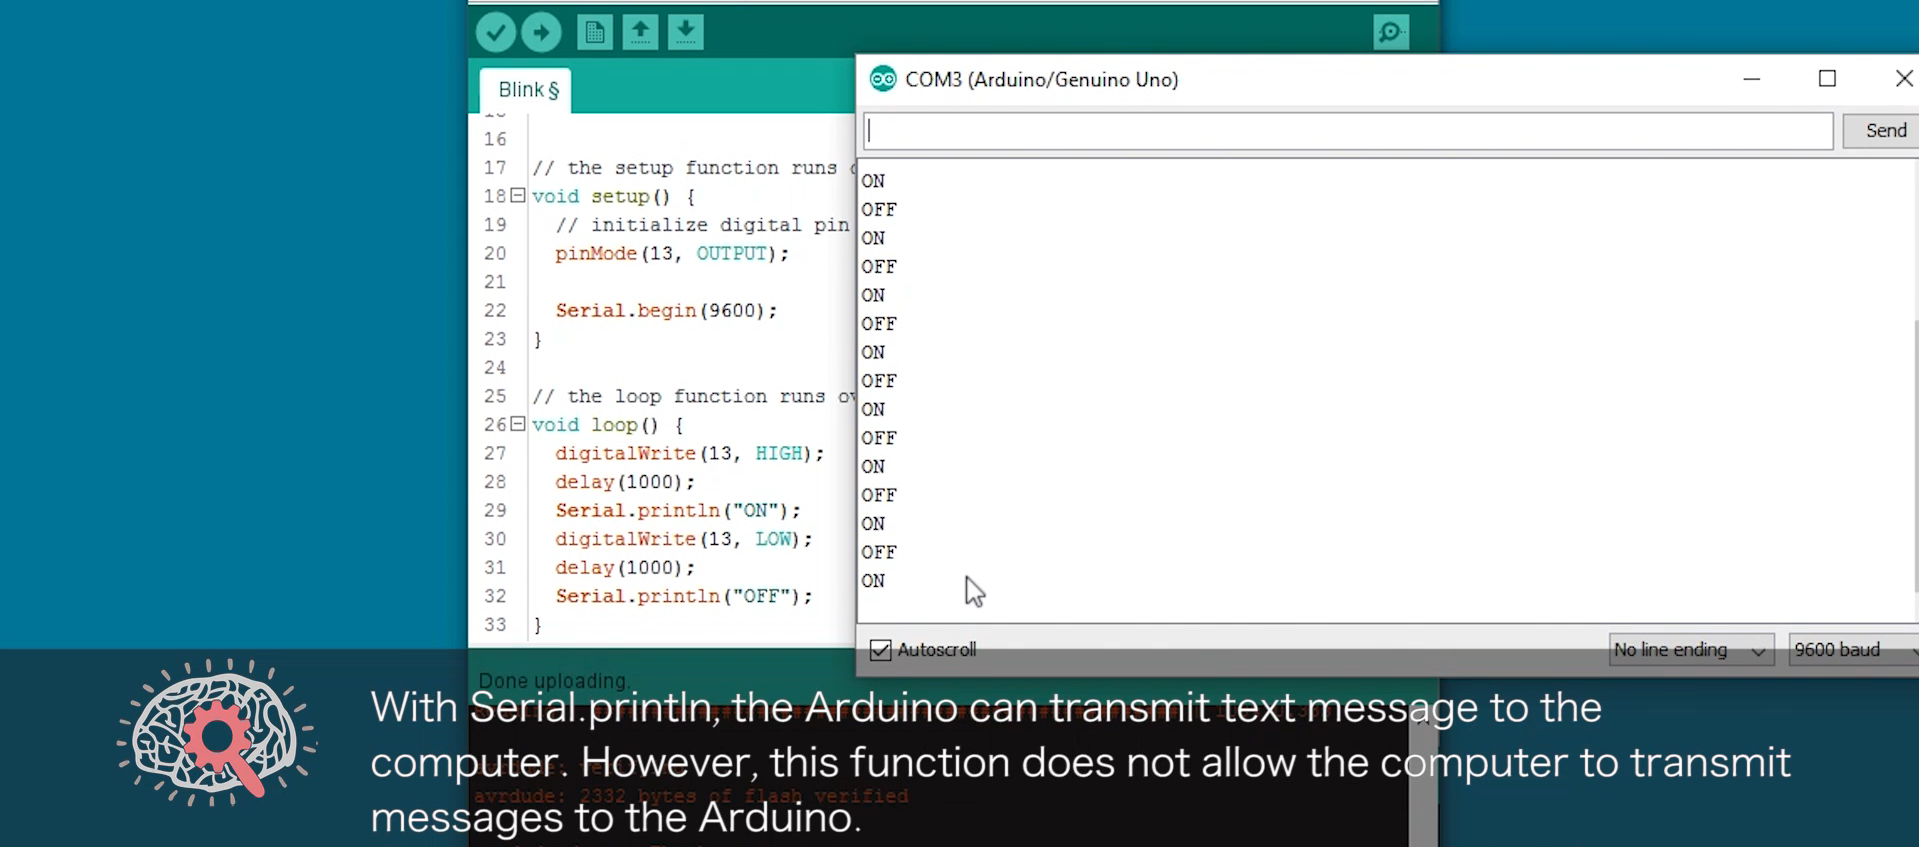 Blink §
16
17 // the setup function runs
18 void setup() {
19 // initialize digital pin
20 pinMode(13, OUTPUT);
21
22 Serial.begin(9600);
23 }
24
25 // the loop function runs
26 void loop() {
27 digitalWrite(13, HIGH);
28 delay(1000);
29 Serial.println("ON");
30 digitalWrite(13, LOW);
31 delay(1000);
32 Serial.println("OFF");
33 }
COM3 (Arduino/Genuino Uno)
Send
ON
OFF
ON
OFF
ON
OFF
ON
OFF
ON
OFF
ON
OFF
ON
OFF
ON
Autoscroll
No line ending
9600 baud
Done uploading.
avrdude: 2332 bytes of flash verified
With Serial.println, the Arduino can transmit text message to the
computer. However, this function does not allow the computer to transmit
messages to the Arduino.